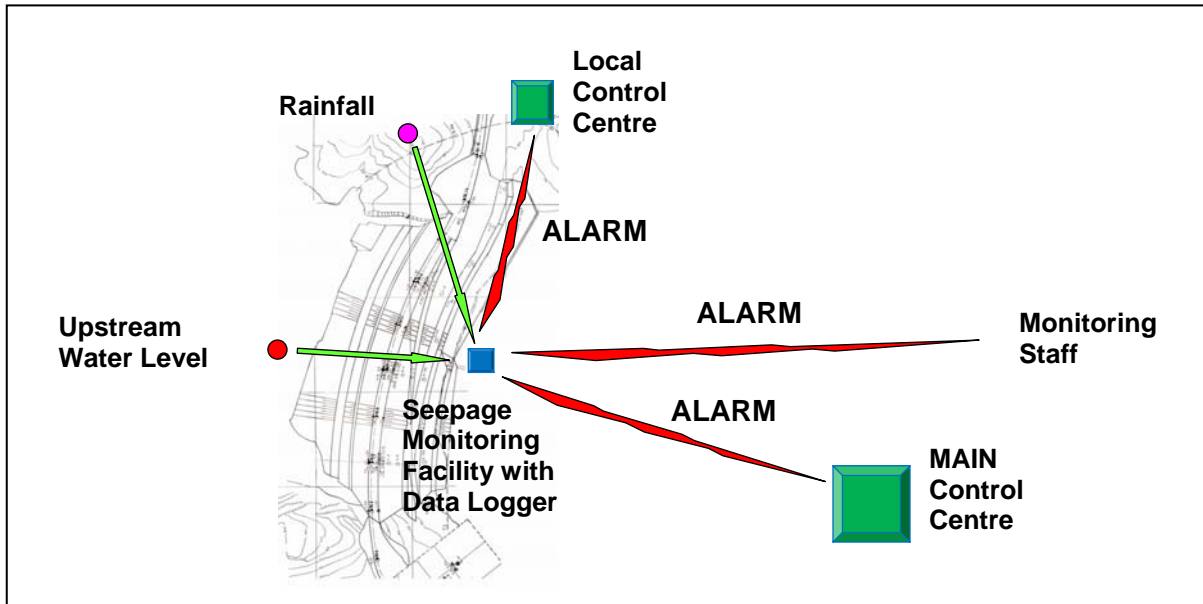 Local
Control
Centre
Rainfall
ALARM
Upstream
Water Level
ALARM
Monitoring
Staff
ALARM
Seepage
Monitoring
Facility with
Data Logger
MAIN
Control
Centre